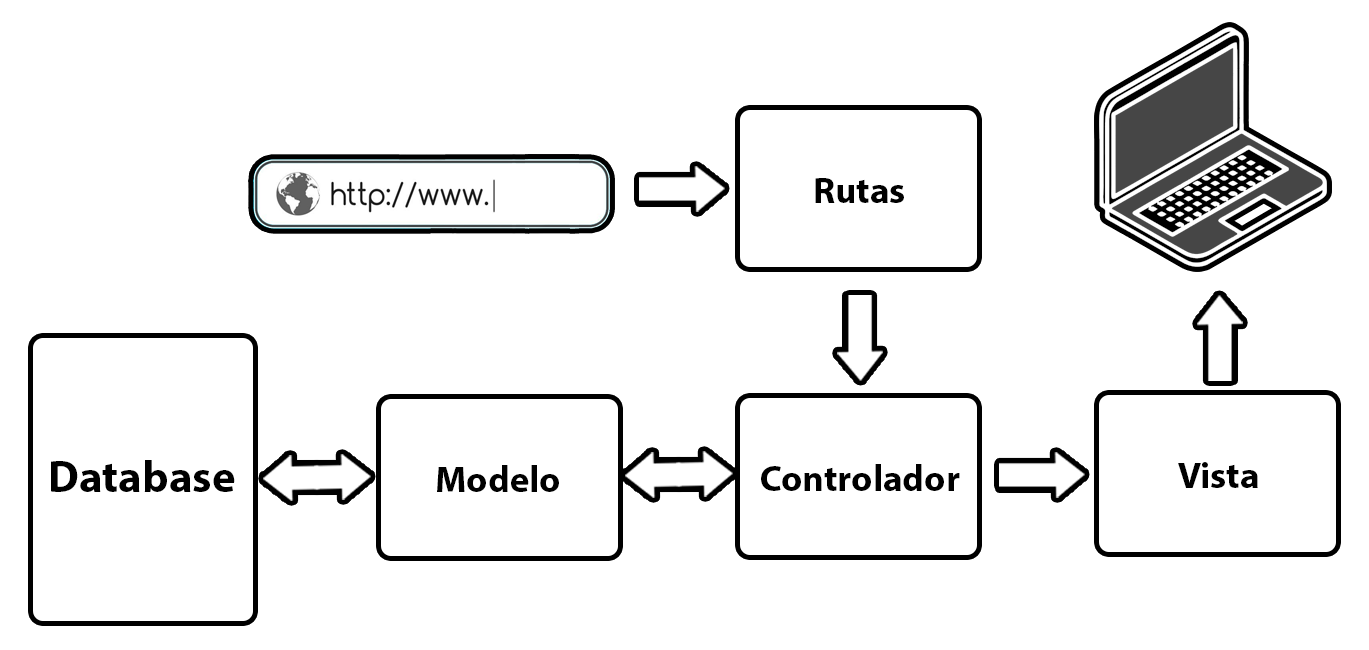 http://www.
Rutas
Database
Modelo
Controlador
Vista